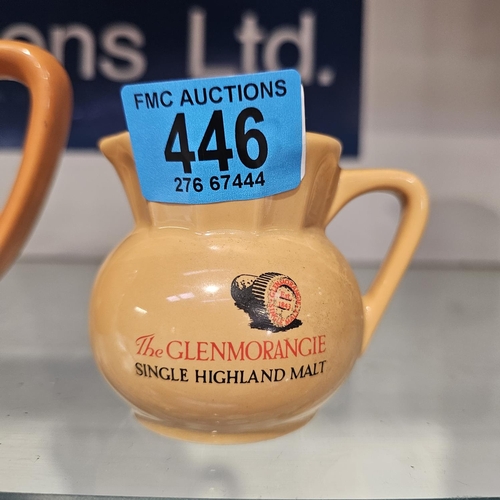 ens Ltd.
FMC AUCTIONS
446
276 67444
The GLENMORANGIE
SINGLE HIGHLAND MALT